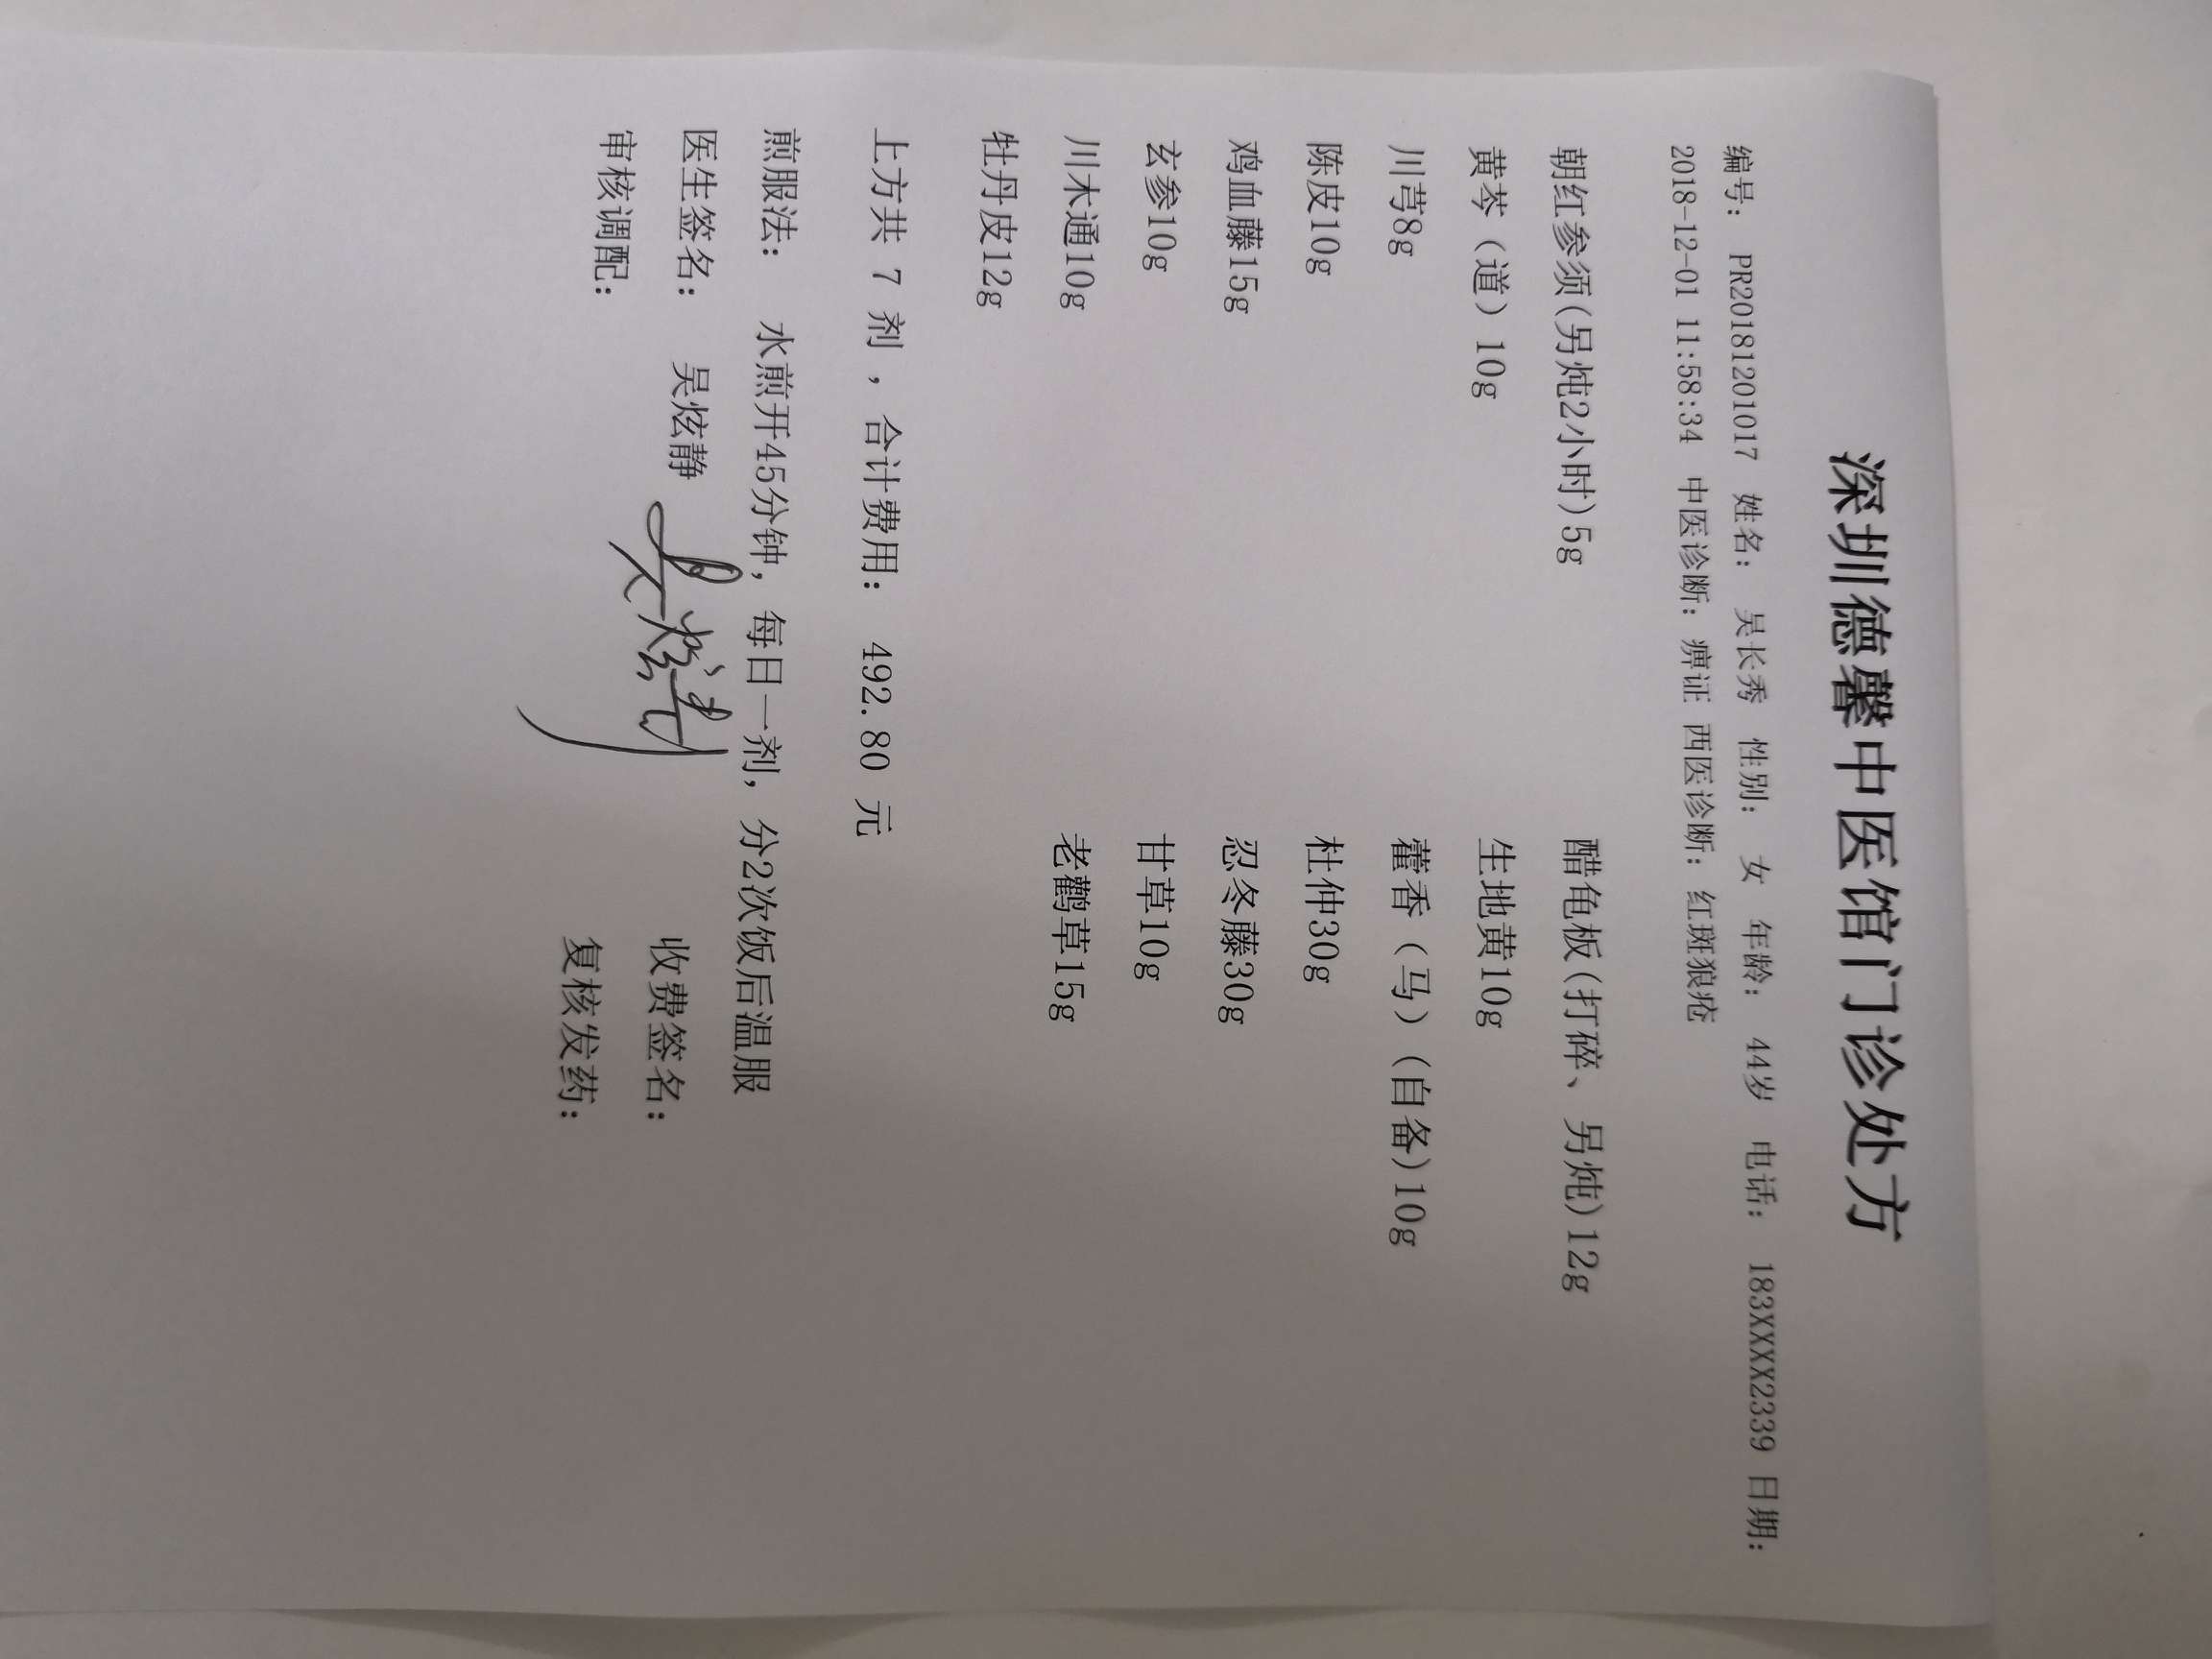 深圳德馨中医馆门诊处方
编号： PR201812201017 姓名： 吴长秀 性别： 女 年龄： 44岁 电话： 183XXXX2339 日期：
2018-12-01 11:58:34 中医诊断：痹证 西医诊断：红斑狼疮
朝红参须(另炖2小时)5g 醋龟板(打碎、另炖)12g
黄芩（道）10g 生地黄10g
川芎8g 藿香（马）(自备)10g
陈皮10g 杜仲30g
鸡血藤15g 忍冬藤30g
玄参10g 甘草10g
川木通10g 老鹳草15g
牡丹皮12g
上方共 7 剂 ，合计费用： 492.80 元
煎服法： 水煎开45分钟，每日一剂，分2次饭后温服
医生签名： 吴炫静 吴炫静 收费签名：
审核调配： 复核发药：